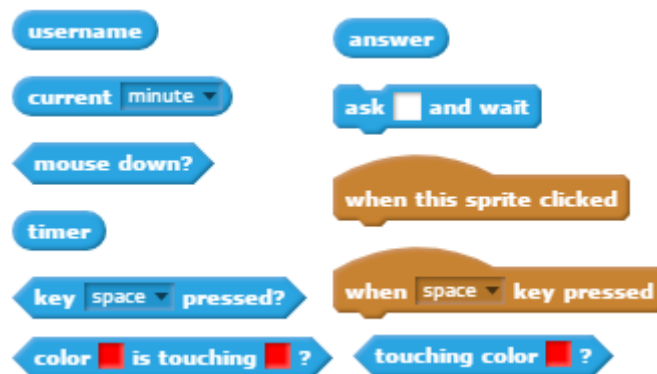 username
current minute
mouse down?
timer
key space pressed?
color is touching ?
answer
ask and wait
when this sprite clicked
when space key pressed
touching color ?